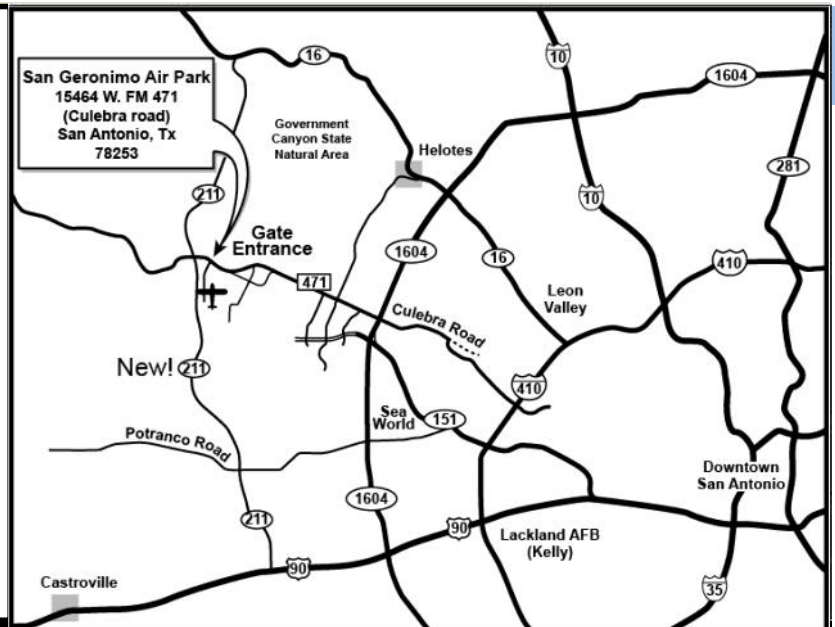 San Geronimo Air Park
15464 W. FM 471
(Culebra road)
San Antonio, Tx
78253
16
10
1604
Government
Canyon State
Natural Area
Helotes
281
211
10
Gate
Entrance
1604
16
410
471
Leon
Valley
Culebra Road
New!
211
410
Sea
World
151
Potranco Road
Downtown
San Antonio
1604
211
90
Lackland AFB
(Kelly)
90
Castroville
35